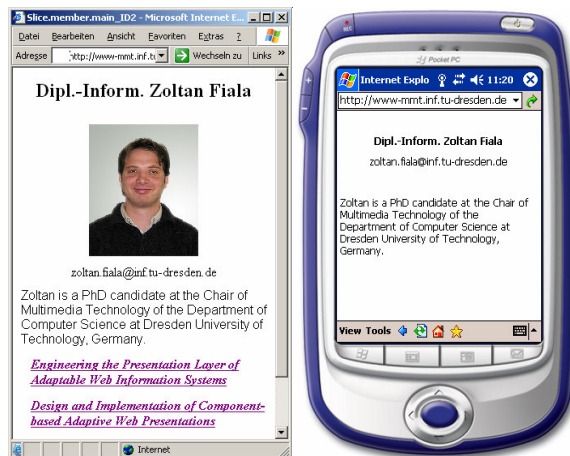 Slice.member.main_ID2 - Microsoft Internet E...
Datei Bearbeiten Ansicht Favoriten Extras ?
Adresse http://www-mmt.inf.tu Wechseln zu Links »
Dipl.-Inform. Zoltan Fiala
zoltan.fiala@inf.tu-dresden.de
Zoltan is a PhD candidate at the Chair of
Multimedia Technology of the Department of
Computer Science at Dresden University of
Technology, Germany.
Engineering the Presentation Layer of
Adaptable Web Information Systems
Design and Implementation of Component-
based Adaptive Web Presentations
Internet
REC
Pocket PC
Internet Explo 11:20
http://www-mmt.inf.tu-dresden.de
Dipl.-Inform. Zoltan Fiala
zoltan.fiala@inf.tu-dresden.de
Zoltan is a PhD candidate at the Chair of
Multimedia Technology of the
Department of Computer Science at
Dresden University of Technology,
Germany.
View Tools